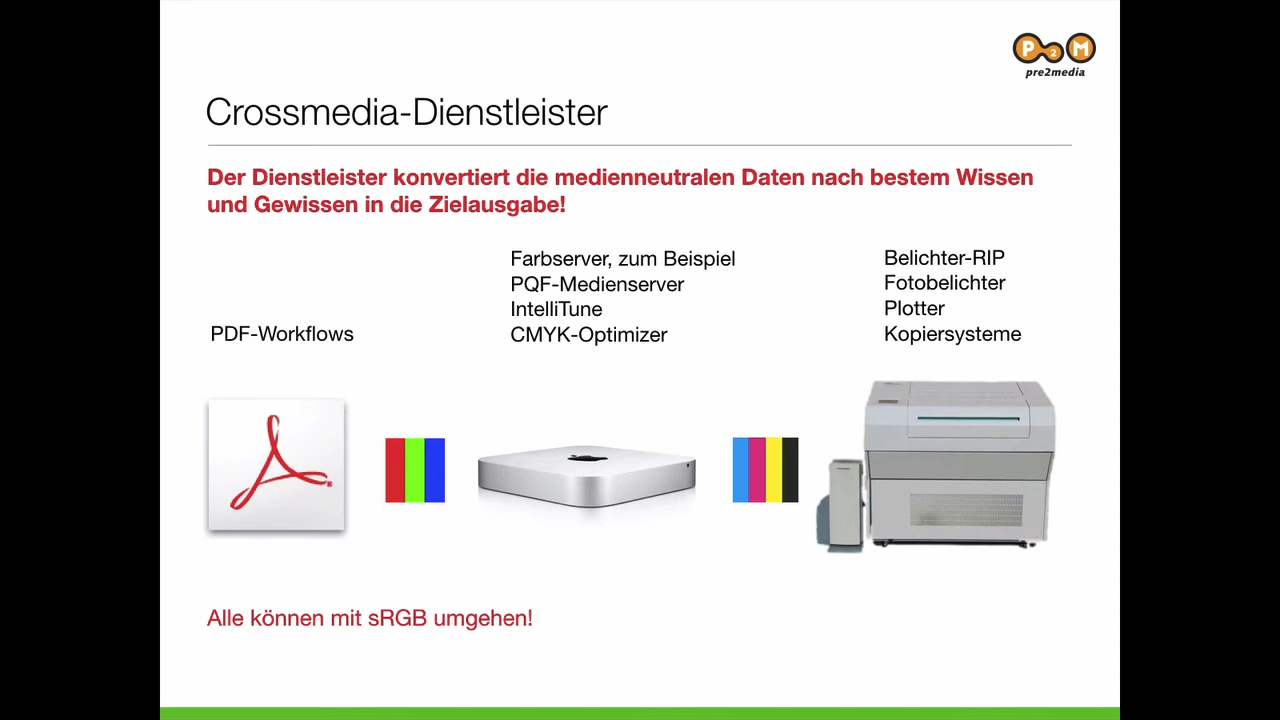 P2M
pre2media
Crossmedia-Dienstleister
Der Dienstleister konvertiert die medienneutralen Daten nach bestem Wissen
und Gewissen in die Zielausgabe!
PDF-Workflows
Farbserver, zum Beispiel
PQF-Medienserver
IntelliTune
CMYK-Optimizer
Belichter-RIP
Fotobelichter
Plotter
Kopiersysteme
Alle können mit sRGB umgehen!